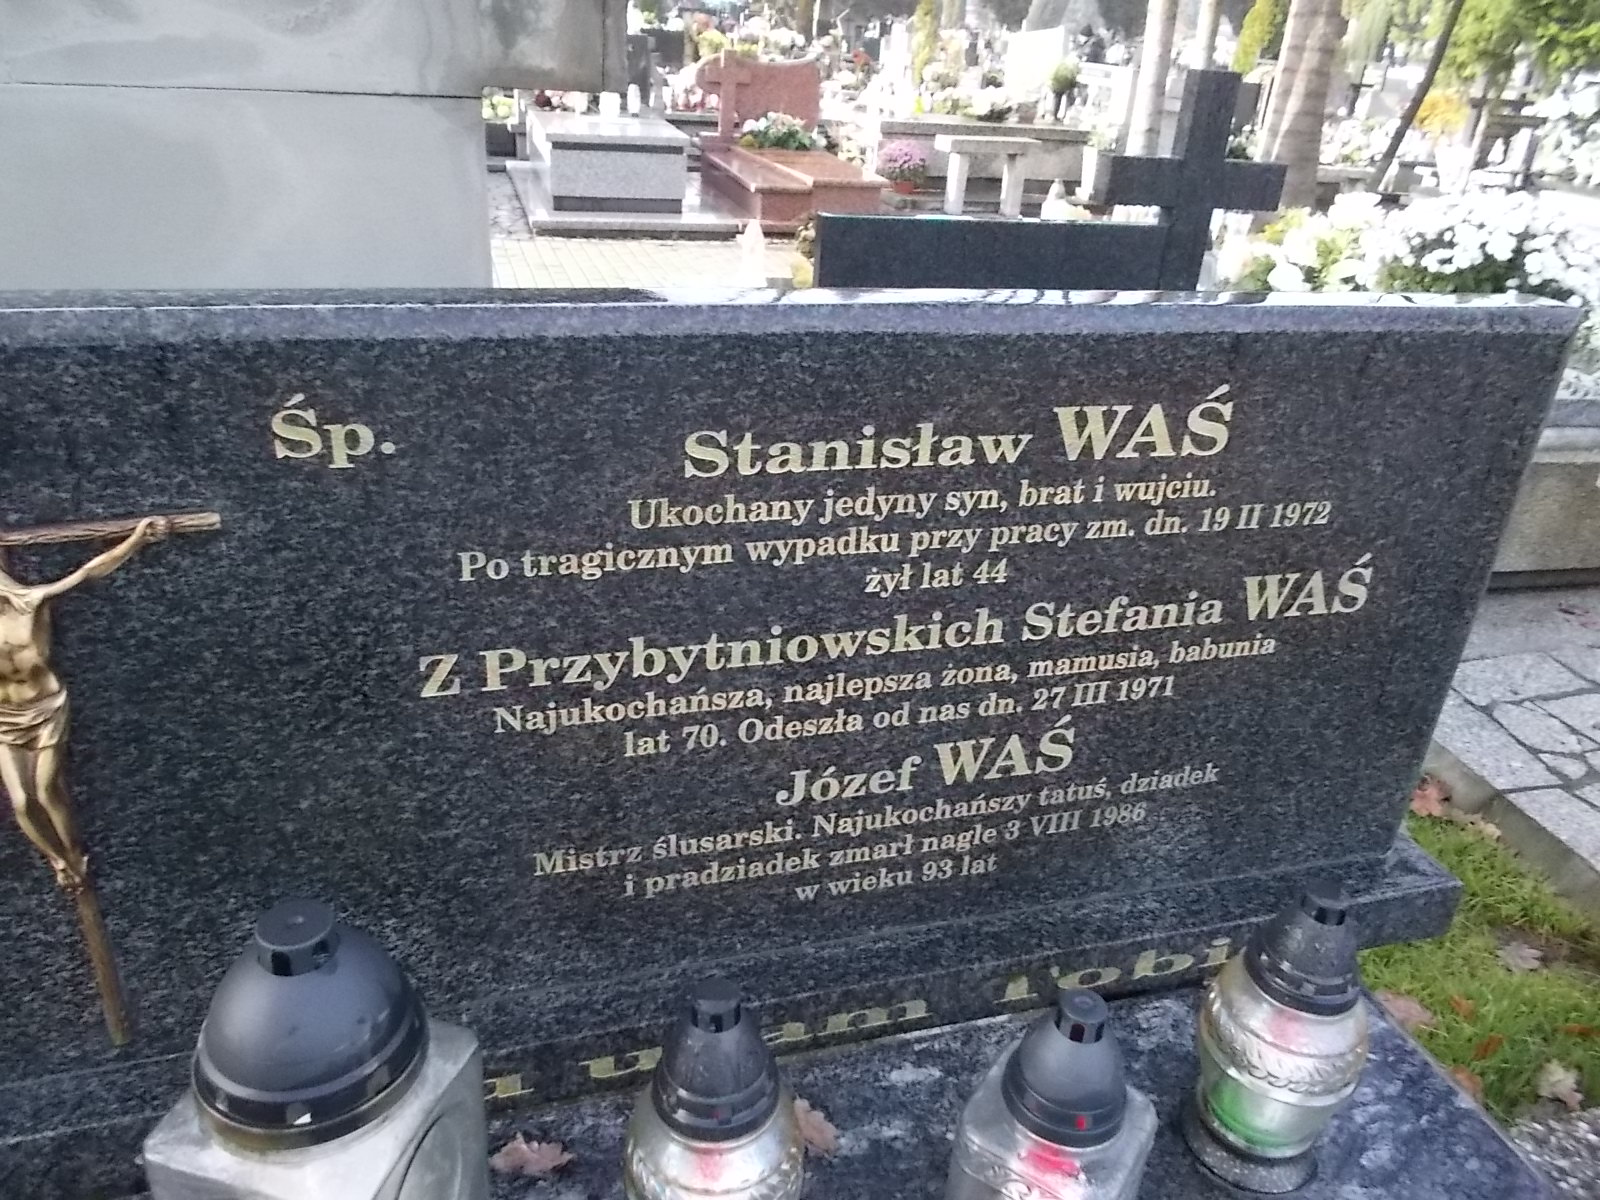 Śp.
Stanisław WAŚ
Ukochany jedyny syn, brat i wujciu.
Po tragicznym wypadku przy pracy zm. dn. 19 II 1972
żył lat 44
Z Przybytniowskich Stefania WAŚ
Najukochańsza, najlepsza żona, mamusia, babunia
lat 70. Odeszła od nas dn. 27 III 1971
Józef WAŚ
Mistrz ślusarski. Najukochańszy tatuś, dziadek
i pradziadek zmarł nagle 3 VIII 1986
w wieku 93 lat
Tobi